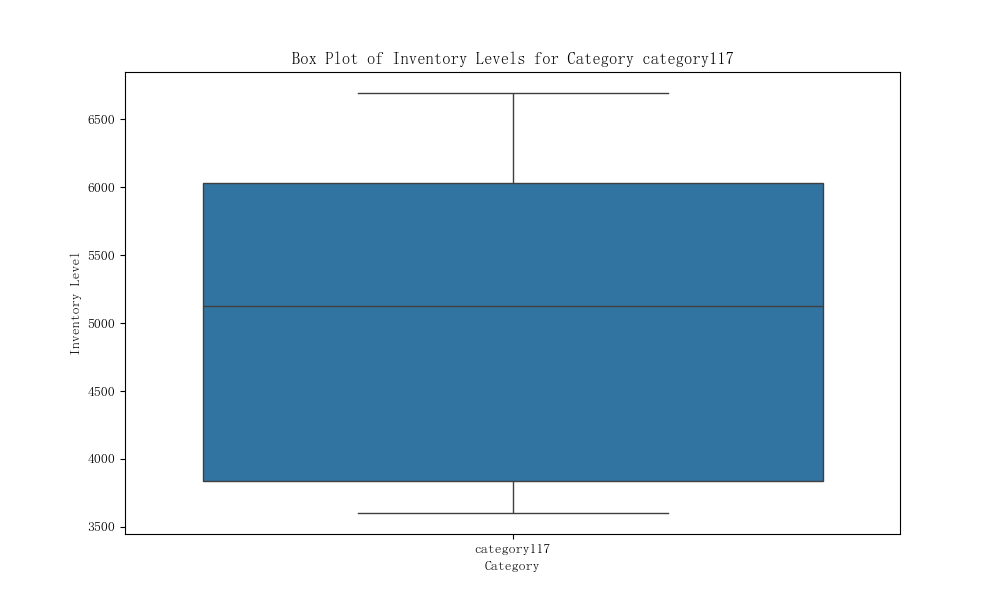 Box Plot of Inventory Levels for Category category117
6500
6000
5500
5000
4500
4000
3500
Inventory Level
category117
Category